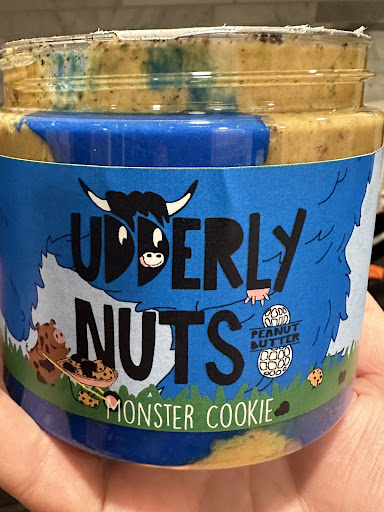 UDDERLY
NUTS
PEANUT
BUTTER
MONSTER COOKIE